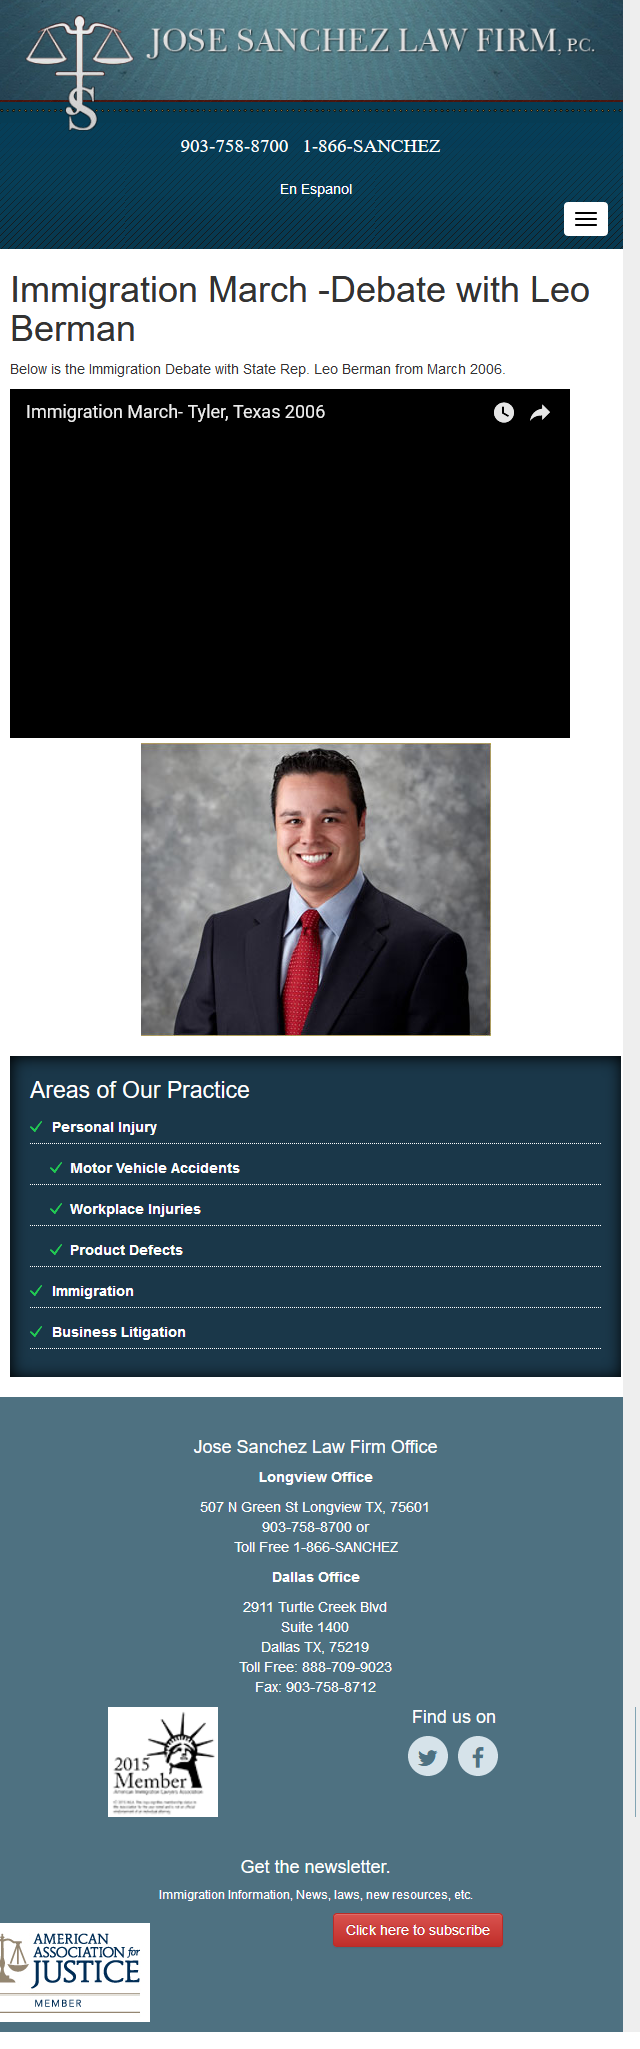 JOSE SANCHEZ LAW FIRM, P.C.
903-758-8700 1-866-SANCHEZ
En Espanol
Immigration March -Debate with Leo
Berman
Below is the Immigration Debate with State Rep. Leo Berman from March 2006.
Immigration March- Tyler, Texas 2006
Areas of Our Practice
Personal Injury
Motor Vehicle Accidents
Workplace Injuries
Product Defects
Immigration
Business Litigation
Jose Sanchez Law Firm Office
Longview Office
507 N Green St Longview TX, 75601
903-758-8700 or
Toll Free 1-866-SANCHEZ
Dallas Office
2911 Turtle Creek Blvd
Suite 1400
Dallas TX, 75219
Toll Free: 888-709-9023
Fax: 903-758-8712
2015
Member
American Immigration Lawyers Association
Find us on
Get the newsletter.
Immigration Information, News, laws, new resources, etc.
Click here to subscribe
AMERICAN
ASSOCIATION for
JUSTICE
MEMBER